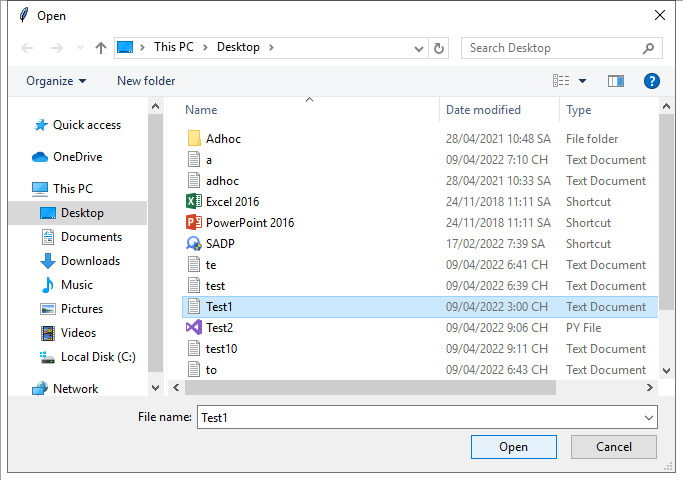 Open
This PC > Desktop >
Search Desktop
Organize
New folder
Name Date modified Type
Quick access
OneDrive
This PC
Desktop
Documents
Downloads
Music
Pictures
Videos
Local Disk (C:)
Network
Adhoc 28/04/2021 10:48 SA File folder
a 09/04/2022 7:10 CH Text Document
adhoc 28/04/2021 10:33 SA Text Document
Excel 2016 24/11/2018 11:11 SA Shortcut
PowerPoint 2016 24/11/2018 11:11 SA Shortcut
SADP 17/02/2022 7:39 SA Shortcut
te 09/04/2022 6:41 CH Text Document
test 09/04/2022 6:39 CH Text Document
Test1 09/04/2022 3:00 CH Text Document
Test2 09/04/2022 9:06 CH PY File
test10 09/04/2022 9:11 CH Text Document
to 09/04/2022 6:43 CH Text Document
File name: Test1
Open
Cancel